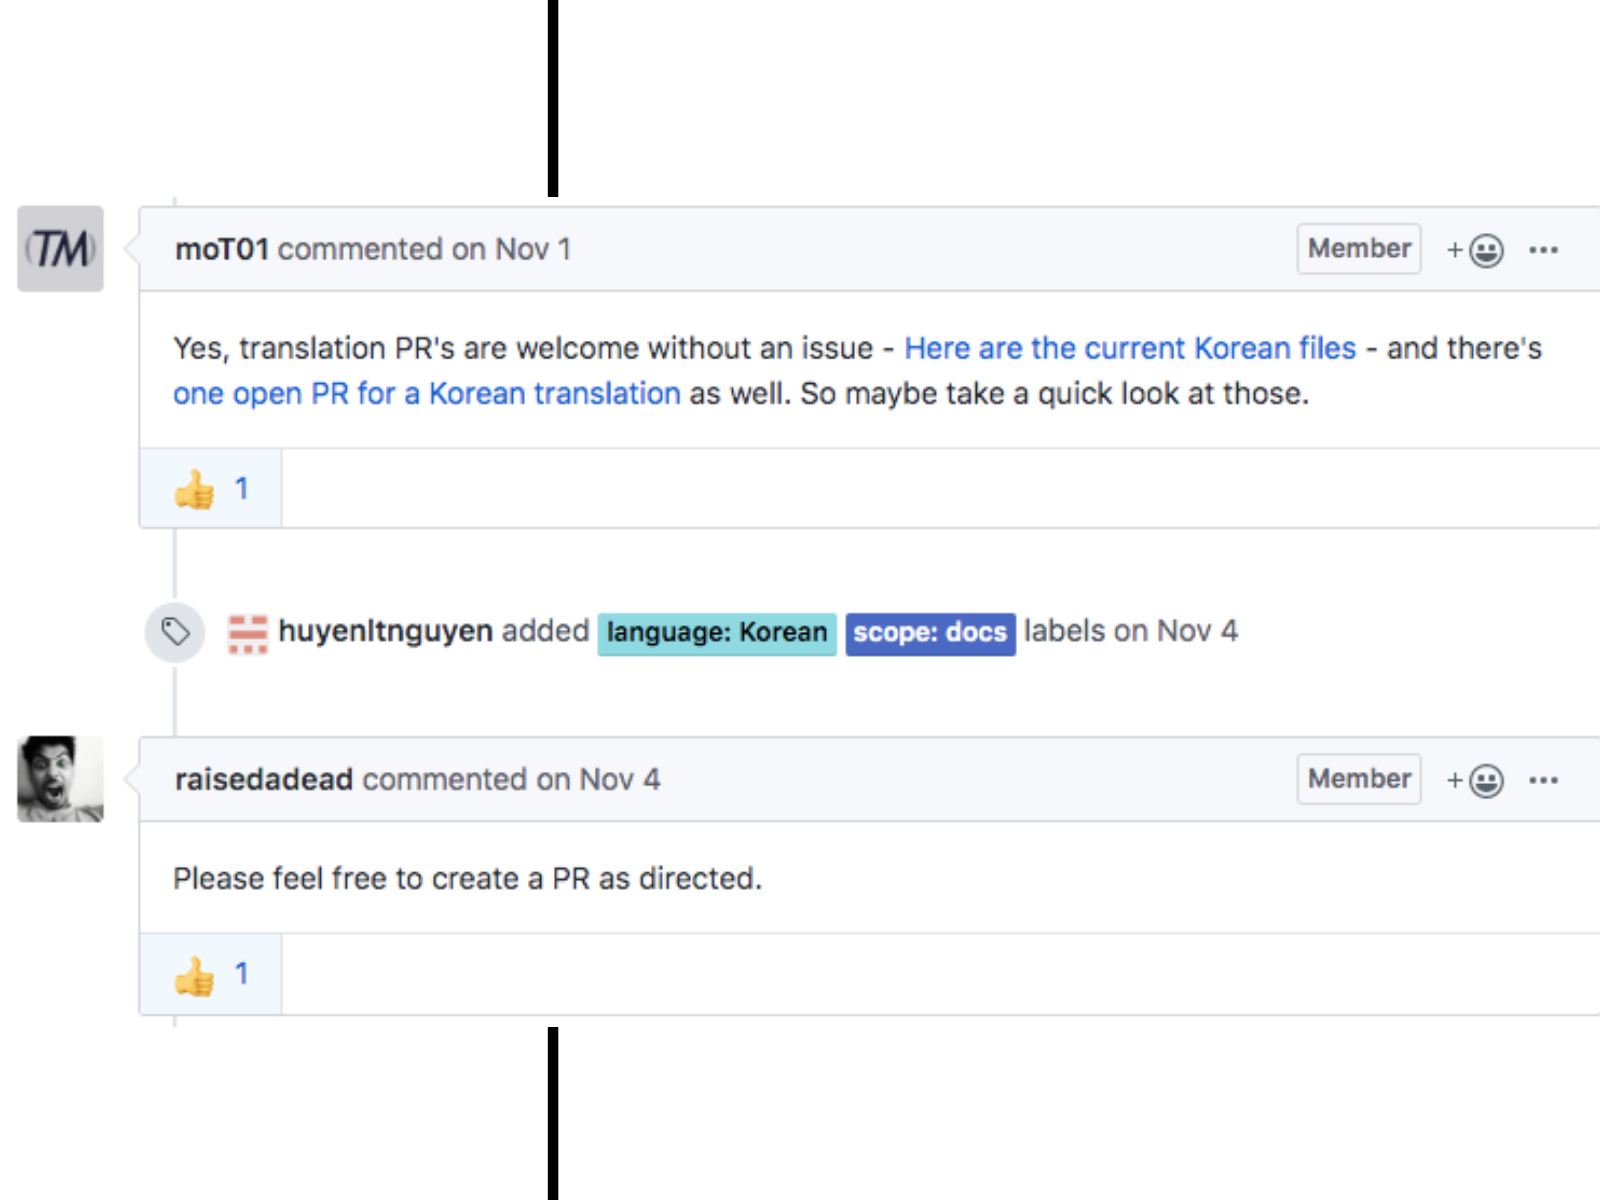 (TM)
moT01 commented on Nov 1
Member
Yes, translation PR's are welcome without an issue - Here are the current Korean files - and there's
one open PR for a Korean translation as well. So maybe take a quick look at those.
👍 1
huyenltnguyen added language: Korean scope: docs labels on Nov 4
raisedadead commented on Nov 4
Member
Please feel free to create a PR as directed.
👍 1